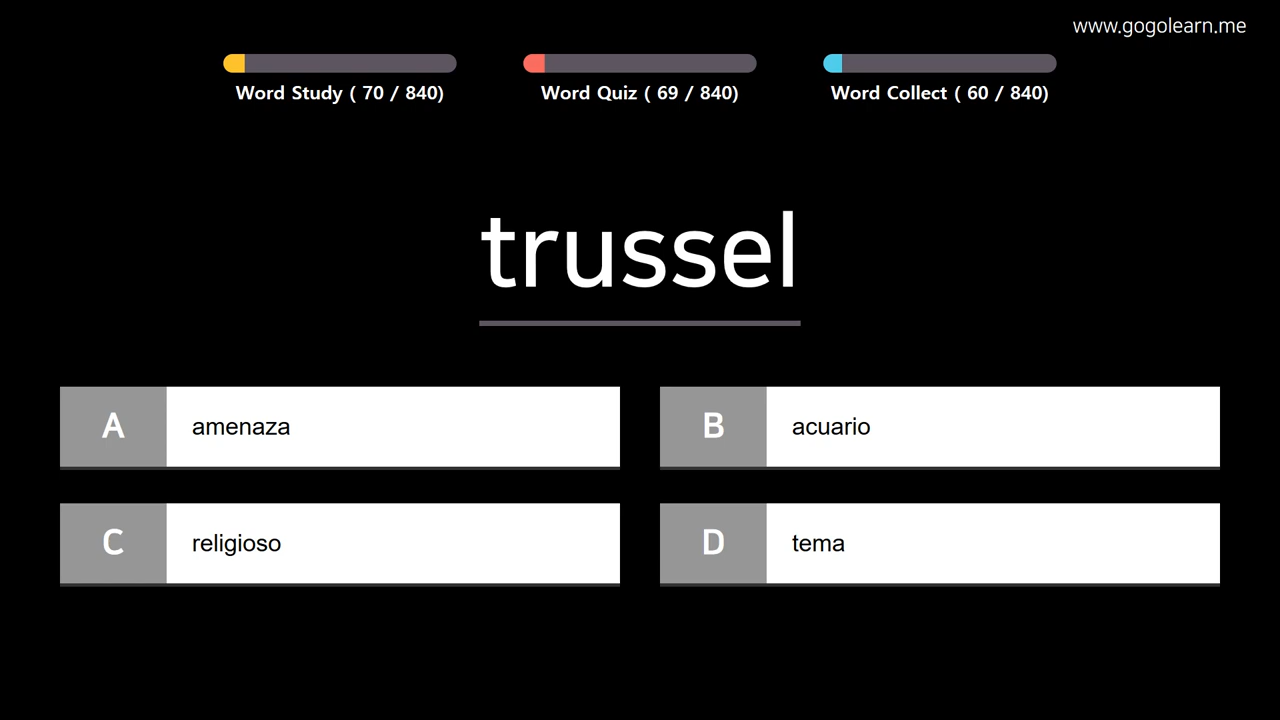 www.gogolearn.me
Word Study ( 70 / 840)
Word Quiz ( 69 / 840)
Word Collect ( 60 / 840)
trussel
A amenaza
B acuario
C religioso
D tema